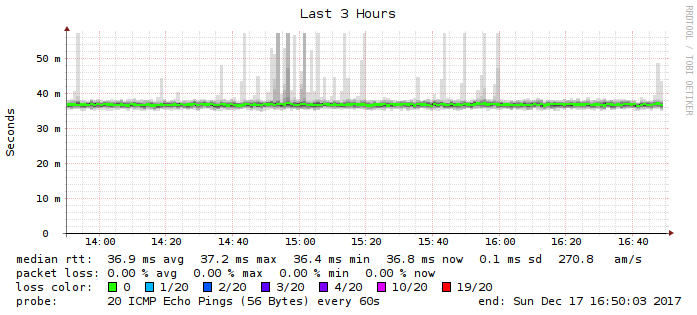 Last 3 Hours
RRDTOOL / TOBI OETIKER
Seconds
50 m
40 m
30 m
20 m
10 m
0
14:00 14:20 14:40 15:00 15:20 15:40 16:00 16:20 16:40
median rtt: 36.9 ms avg 37.2 ms max 36.4 ms min 36.8 ms now 0.1 ms sd 270.8 am/s
packet loss: 0.00 % avg 0.00 % max 0.00 % min 0.00 % now
loss color: 0 1/20 2/20 3/20 4/20 10/20 19/20
probe: 20 ICMP Echo Pings (56 Bytes) every 60s end: Sun Dec 17 16:50:03 2017